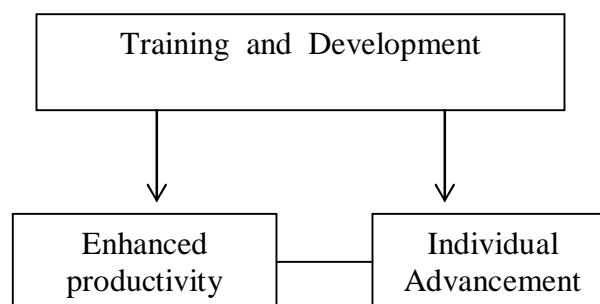 Training and Development
Enhanced
productivity
Individual
Advancement